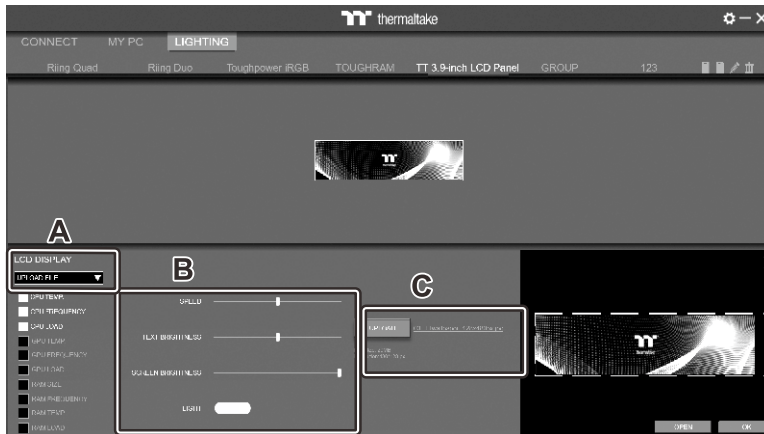 thermaltake
CONNECT MY PC LIGHTING
Riing Quad Riing Duo Toughpower iRGB TOUGHRAM TT 3.9-inch LCD Panel GROUP 123
A
LCD DISPLAY
UPLOAD FILE
CPU TEMP
CPU FREQUENCY
CPU LOAD
GPU TEMP
GPU FREQUENCY
GPU LOAD
RAM SIZE
RAM FREQUENCY
RAM TEMP
RAM LOAD
B
SPEED
TEXT BRIGHTNESS
SCREEN BRIGHTNESS
LIGHT
C
UPLOAD
thermaltake
OPEN OK